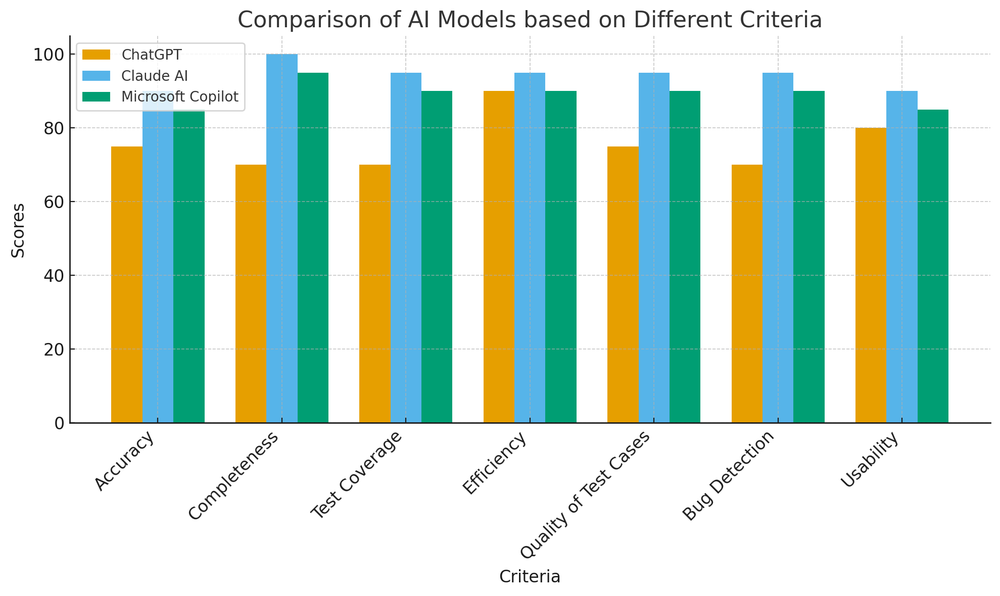 Comparison of AI Models based on Different Criteria
ChatGPT
Claude AI
Microsoft Copilot
Scores
100
80
60
40
20
0
Accuracy
Completeness
Test Coverage
Efficiency
Quality of Test Cases
Bug Detection
Usability
Criteria